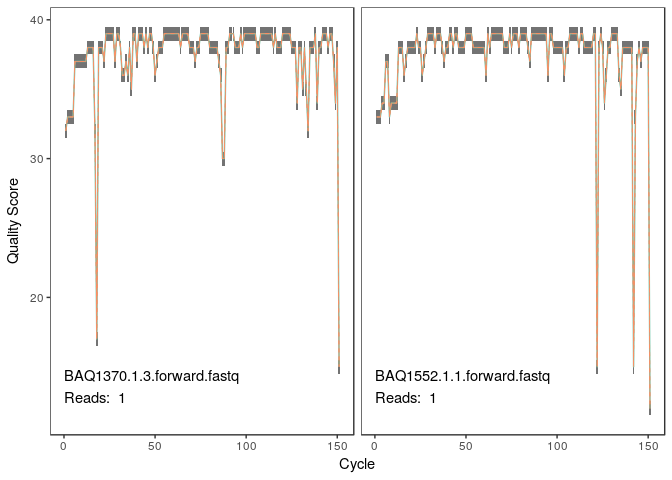 40
30
20
Quality Score
BAQ1370.1.3.forward.fastq
Reads:  1
BAQ1552.1.1.forward.fastq
Reads:  1
0 50 100 150 0 50 100 150
Cycle